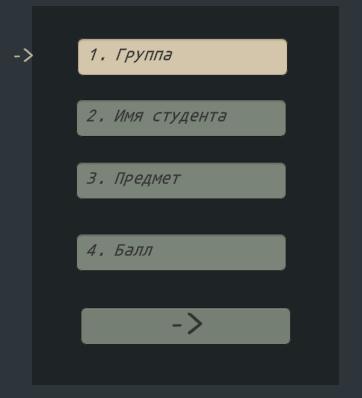 ->
1. Группа
2. Имя студента
3. Предмет
4. Балл
->